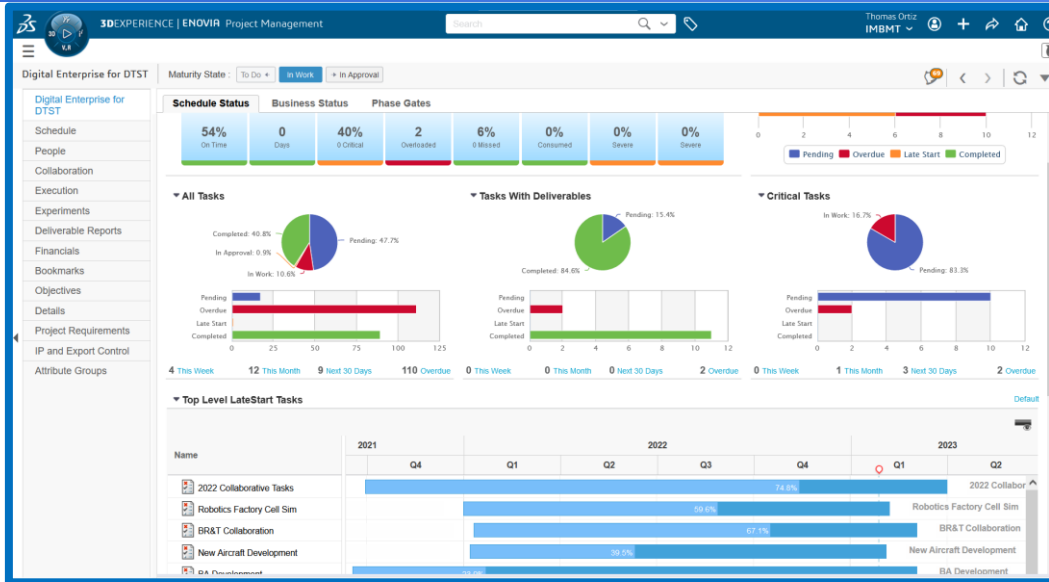 3DEXPERIENCE | ENOVIA Project Management
Search
Thomas Ortiz
IMBMT
3D
V.R
Digital Enterprise for DTST
Maturity State :
To Do +
In Work
+ In Approval
Digital Enterprise for
DTST
Schedule
People
Collaboration
Execution
Experiments
Deliverable Reports
Financials
Bookmarks
Objectives
Details
Project Requirements
IP and Export Control
Attribute Groups
Schedule Status
Business Status
Phase Gates
54%
On Time
0
Days
40%
0 Critical
2
Overloaded
6%
0 Missed
0%
Consumed
0%
Severe
0%
Severe
0 2 4 6 8 10 12
Pending Overdue Late Start Completed
All Tasks
Completed: 40.8%
Pending: 47.7%
In Approval: 0.9%
In Work: 10.6%
Pending
Overdue
Late Start
Completed
0 25 50 75 100 125
4 This Week 12 This Month 9 Next 30 Days 110 Overdue
Tasks With Deliverables
Pending: 15.4%
Completed: 84.6%
Pending
Overdue
Late Start
Completed
0 2 4 6 8 10 12
0 This Week 0 This Month 0 Next 30 Days 2 Overdue
Critical Tasks
In Work: 16.7%
Pending: 83.3%
Pending
Overdue
Late Start
Completed
0 2 4 6 8 10 12
0 This Week 1 This Month 3 Next 30 Days 2 Overdue
Top Level LateStart Tasks
Default
Name
2021 2022 2023
Q4 Q1 Q2 Q3 Q4 Q1 Q2
2022 Collaborative Tasks 74.8% 2022 Collabor
Robotics Factory Cell Sim 59.6% Robotics Factory Cell Sim
BR&T Collaboration 67.1% BR&T Collaboration
New Aircraft Development 39.5% New Aircraft Development
BA Development BA Development